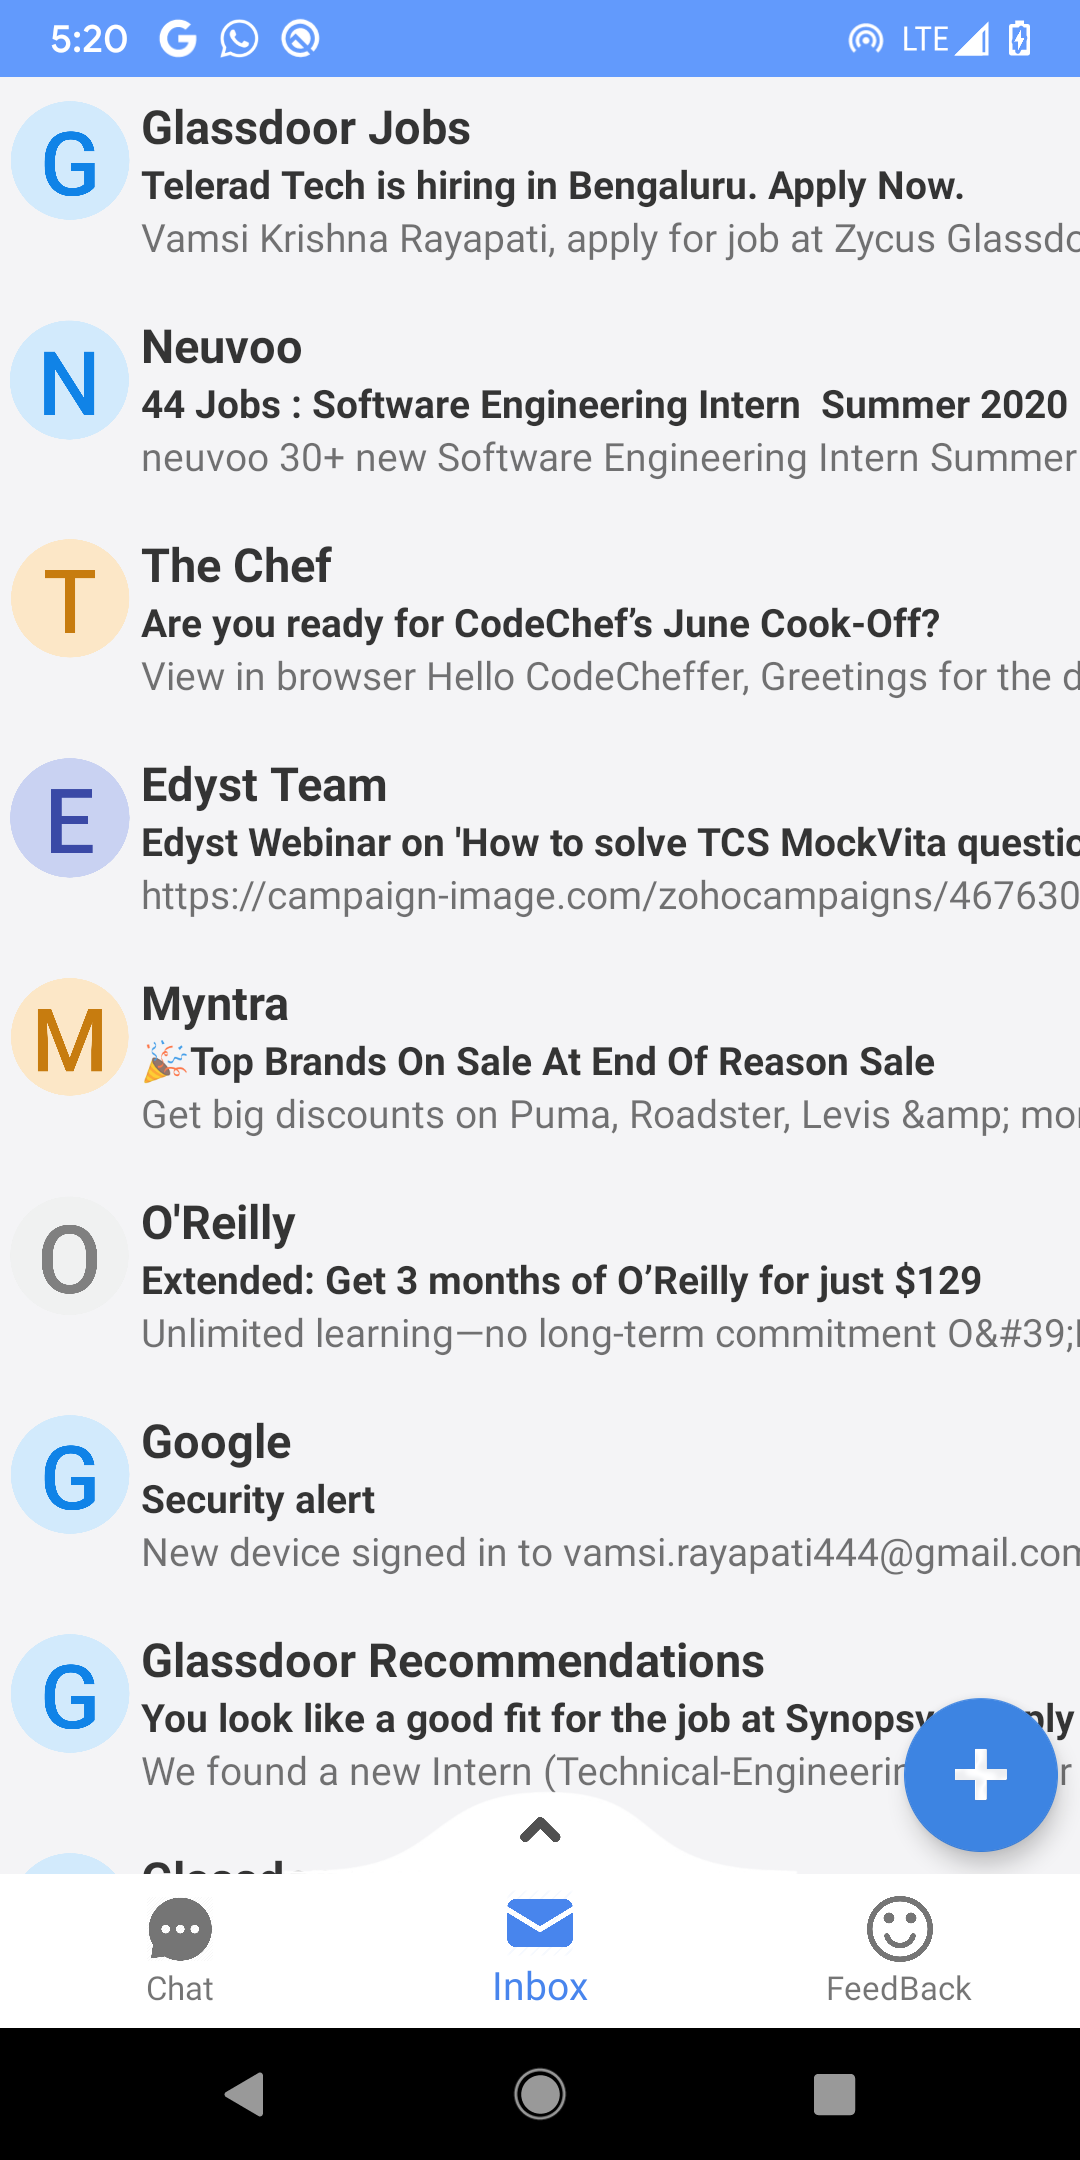 5:20 LTE
G
Glassdoor Jobs
Telerad Tech is hiring in Bengaluru. Apply Now.
Vamsi Krishna Rayapati, apply for job at Zycus Glassdo
N
Neuvoo
44 Jobs : Software Engineering Intern Summer 2020
neuvoo 30+ new Software Engineering Intern Summer
T
The Chef
Are you ready for CodeChef’s June Cook-Off?
View in browser Hello CodeCheffer, Greetings for the d
E
Edyst Team
Edyst Webinar on 'How to solve TCS MockVita questio
https://campaign-image.com/zohocampaigns/467630
M
Myntra
🎉Top Brands On Sale At End Of Reason Sale
Get big discounts on Puma, Roadster, Levis &amp; mor
O
O'Reilly
Extended: Get 3 months of O’Reilly for just $129
Unlimited learning—no long-term commitment O&#39;
G
Google
Security alert
New device signed in to vamsi.rayapati444@gmail.com
G
Glassdoor Recommendations
You look like a good fit for the job at Synopsy ply
We found a new Intern (Technical-Engineerin r
Chat
Inbox
FeedBack